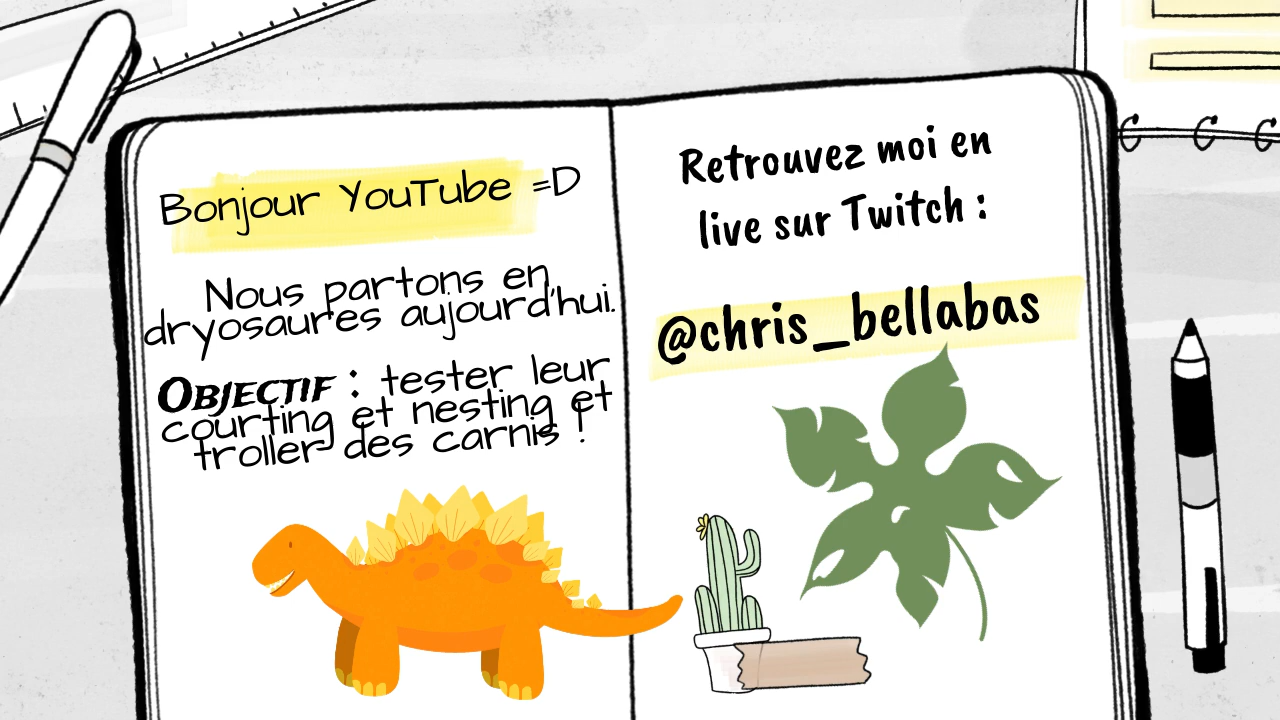 Bonjour YouTube =D
Nous partons en
dryosaures aujourd'hui.
OBJECTIF : tester leur
courting et nesting et
troller des carnis !
Retrouvez moi en
live sur Twitch :
@chris_bellabas